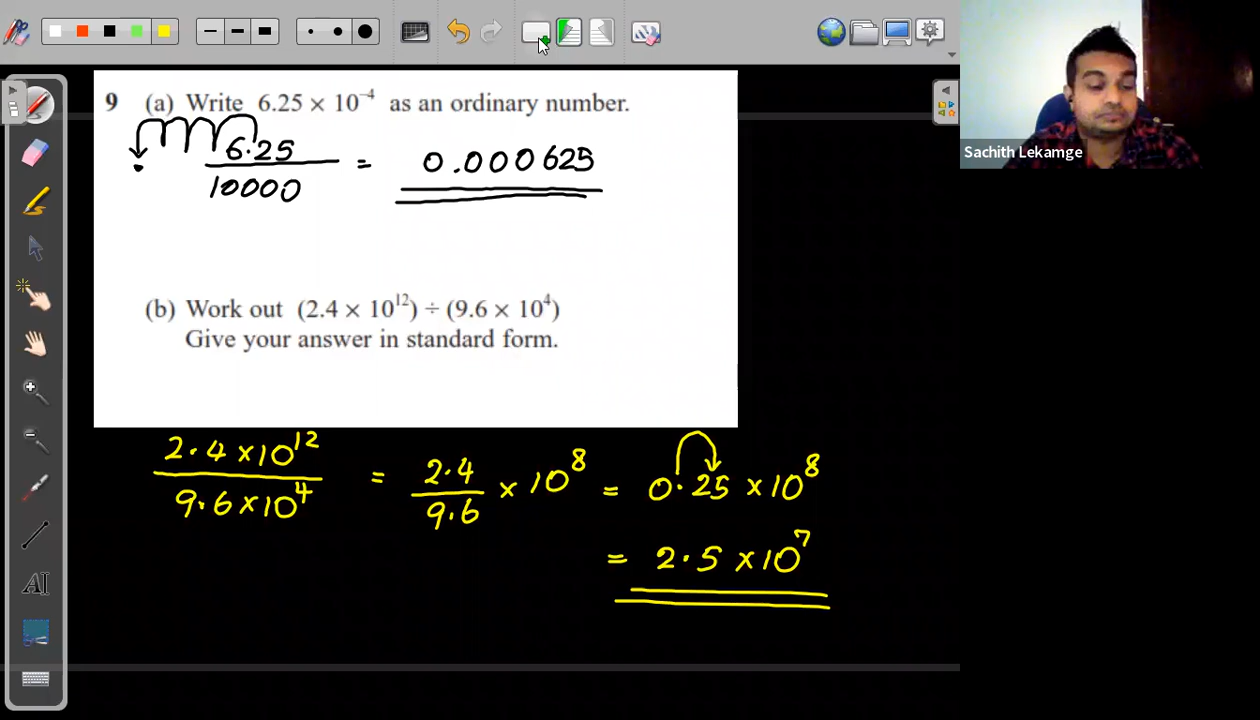 Sachith Lekamge
9 (a) Write 6.25 × 10⁻⁴ as an ordinary number.
6.25 / 10000 = 0.000625
(b) Work out (2.4 × 10¹²) ÷ (9.6 × 10⁴)
Give your answer in standard form.
2.4 × 10¹² / 9.6 × 10⁴ = 2.4 / 9.6 × 10⁸ = 0.25 × 10⁸
= 2.5 × 10⁷
AI